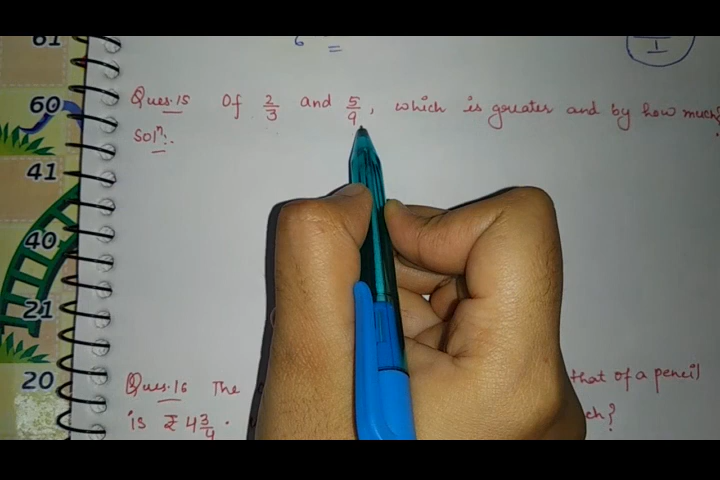 61
6 =
1
60
Ques.15 Of 2/3 and 5/9, which is greater and by how much?
Solⁿ:.
41
40
21
20
Ques.16 The that of a pencil
is ₹ 4 3/4.